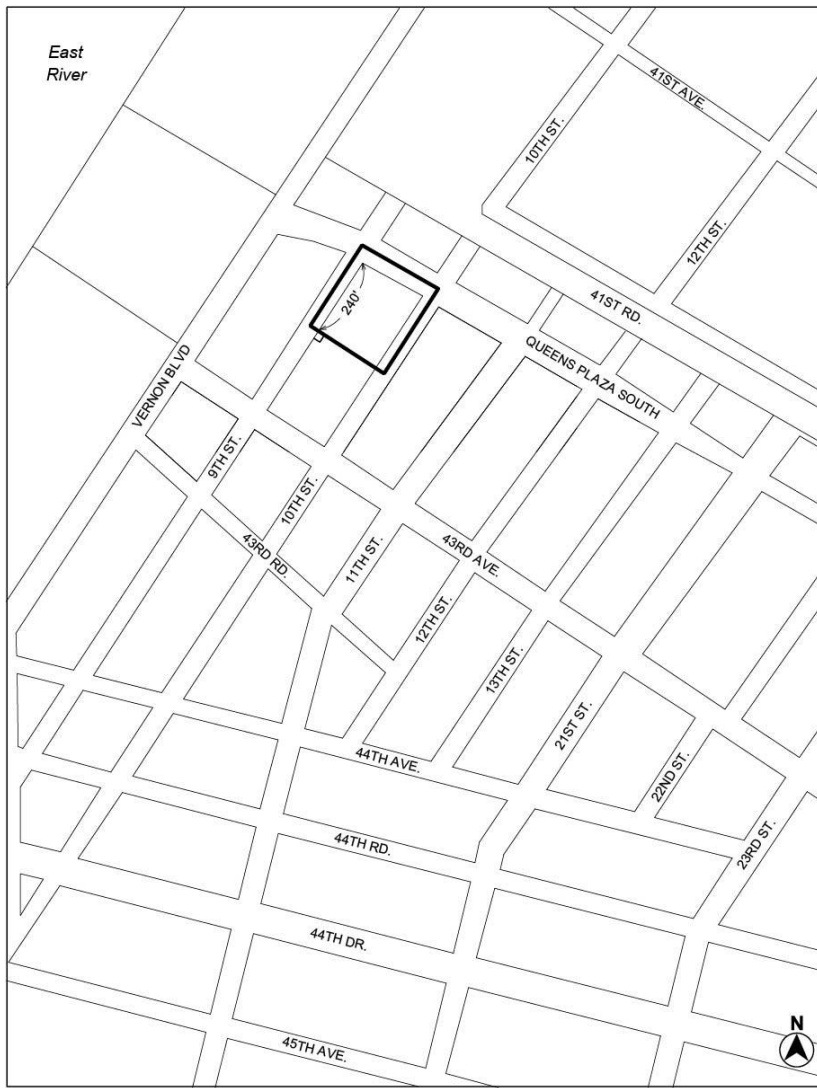 East
River
41ST AVE.
10TH ST.
12TH ST.
240'
41ST RD.
QUEENS PLAZA SOUTH
VERNON BLVD
9TH ST.
10TH ST.
43RD RD.
11TH ST.
43RD AVE.
12TH ST.
13TH ST.
21ST ST.
22ND ST.
23RD ST.
44TH AVE.
44TH RD.
44TH DR.
45TH AVE.
N